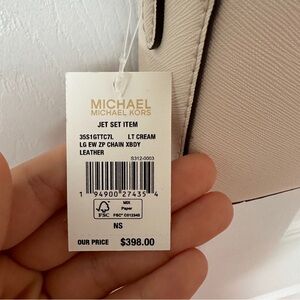 MICHAEL
MICHAEL KORS
JET SET ITEM
35S1GTTC7L LT CREAM
LG EW ZP CHAIN XBDY
LEATHER
S312-0003
1 94900 27435 4
FSC
MIX
Paper
FSC® C012345
NS
OUR PRICE $398.00